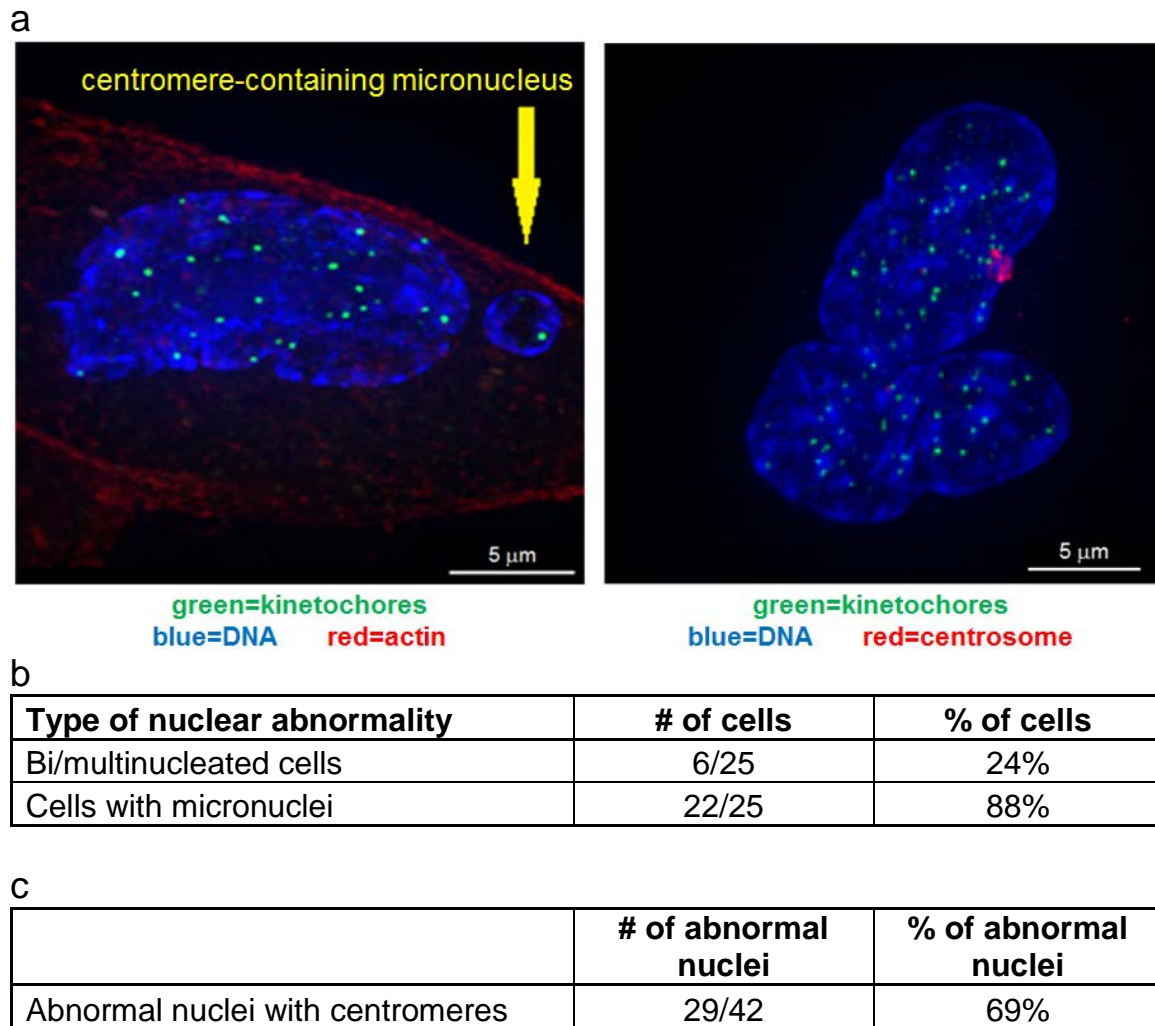 a
centromere-containing micronucleus
5 µm
5 µm
green=kinetochores
blue=DNA red=actin
green=kinetochores
blue=DNA red=centrosome
b
Type of nuclear abnormality # of cells % of cells
Bi/multinucleated cells 6/25 24%
Cells with micronuclei 22/25 88%
c
# of abnormal nuclei % of abnormal nuclei
Abnormal nuclei with centromeres 29/42 69%